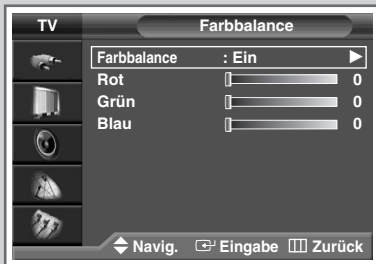 TV Farbbalance
Farbbalance : Ein
Rot 0
Grün 0
Blau 0
Navig. Eingabe Zurück